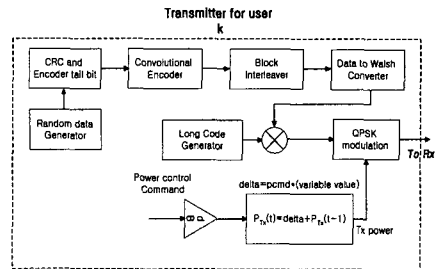 Transmitter for user
k
CRC and
Encoder tail bit
Convolutional
Encoder
Block
Interleaver
Data to Walsh
Converter
Random data
Generator
Long Code
Generator
QPSK
modulation
To Rx
Power control
Command
delta=pcmd*(variable value)
P_Tx(t)=delta+P_Tx(t-1)
Tx power